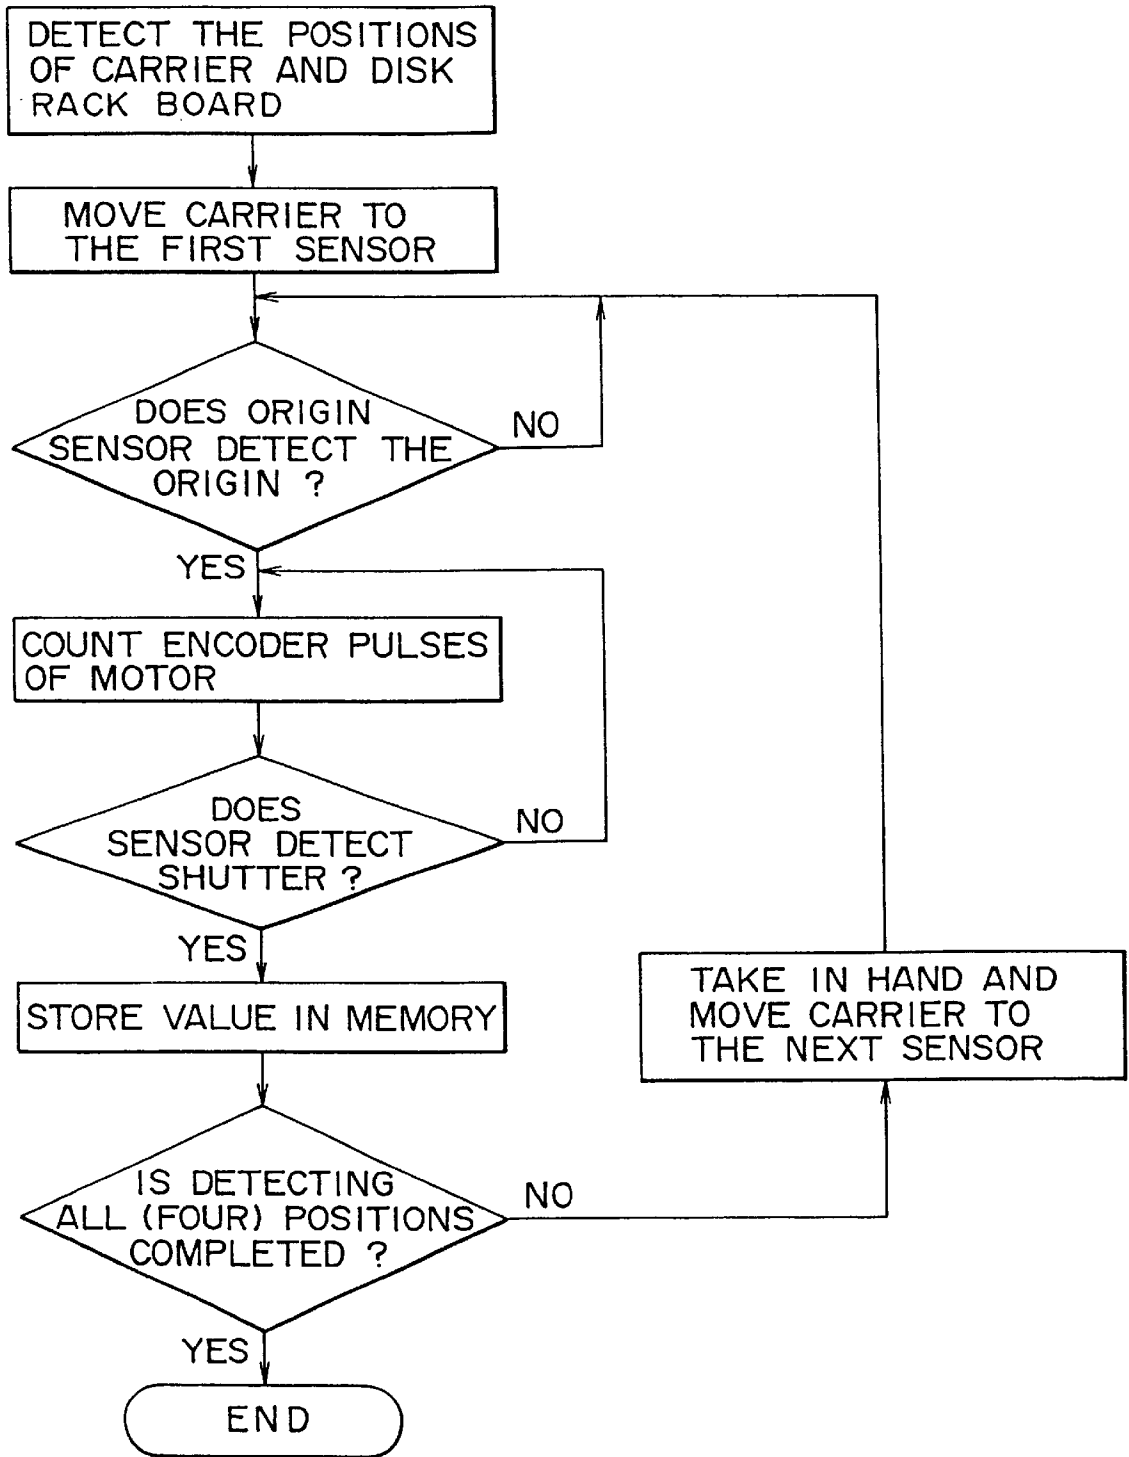 DETECT THE POSITIONS
OF CARRIER AND DISK
RACK BOARD
MOVE CARRIER TO
THE FIRST SENSOR
DOES ORIGIN
SENSOR DETECT THE
ORIGIN ?
NO
YES
COUNT ENCODER PULSES
OF MOTOR
DOES
SENSOR DETECT
SHUTTER ?
NO
YES
STORE VALUE IN MEMORY
TAKE IN HAND AND
MOVE CARRIER TO
THE NEXT SENSOR
IS DETECTING
ALL (FOUR) POSITIONS
COMPLETED ?
NO
YES
END